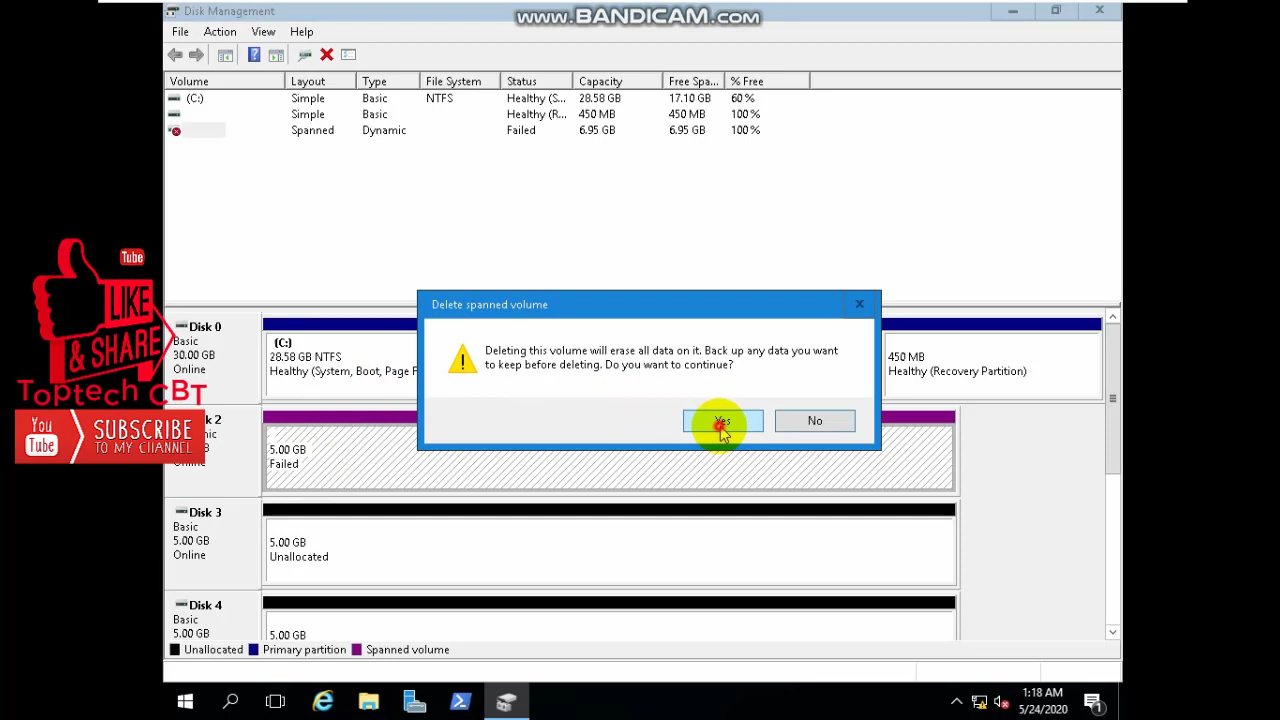 Disk Management
www.BANDICAM.com
File Action View Help
Volume Layout Type File System Status Capacity Free Spa... % Free
(C:) Simple Basic NTFS Healthy (S... 28.58 GB 17.10 GB 60 %
Simple Basic Healthy (R... 450 MB 450 MB 100 %
Spanned Dynamic Failed 6.95 GB 6.95 GB 100 %
Delete spanned volume
Deleting this volume will erase all data on it. Back up any data you want
to keep before deleting. Do you want to continue?
Yes No
Disk 0
Basic
30.00 GB
Online
(C:)
28.58 GB NTFS
Healthy (System, Boot, Page F
450 MB
Healthy (Recovery Partition)
k 2
mic
5.00 GB
Failed
Disk 3
Basic
5.00 GB
Online
5.00 GB
Unallocated
Disk 4
Basic
5.00 GB
5.00 GB
Unallocated Primary partition Spanned volume
Tube
LIKE
& SHARE
Toptech CBT
You
Tube
SUBSCRIBE
TO MY CHANNEL
1:18 AM
5/24/2020
1